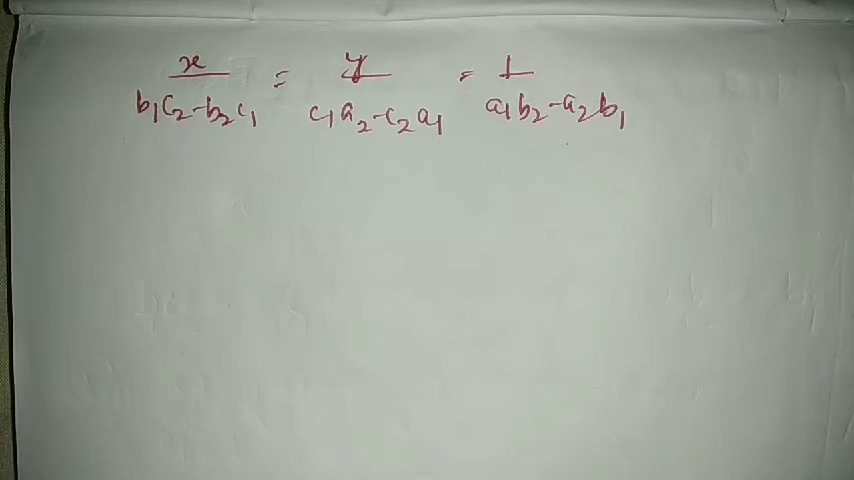 x/(b₁c₂-b₂c₁) = y/(c₁a₂-c₂a₁) = 1/(a₁b₂-a₂b₁)